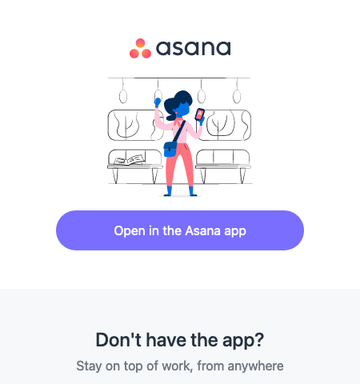 asana
Open in the Asana app
Don't have the app?
Stay on top of work, from anywhere